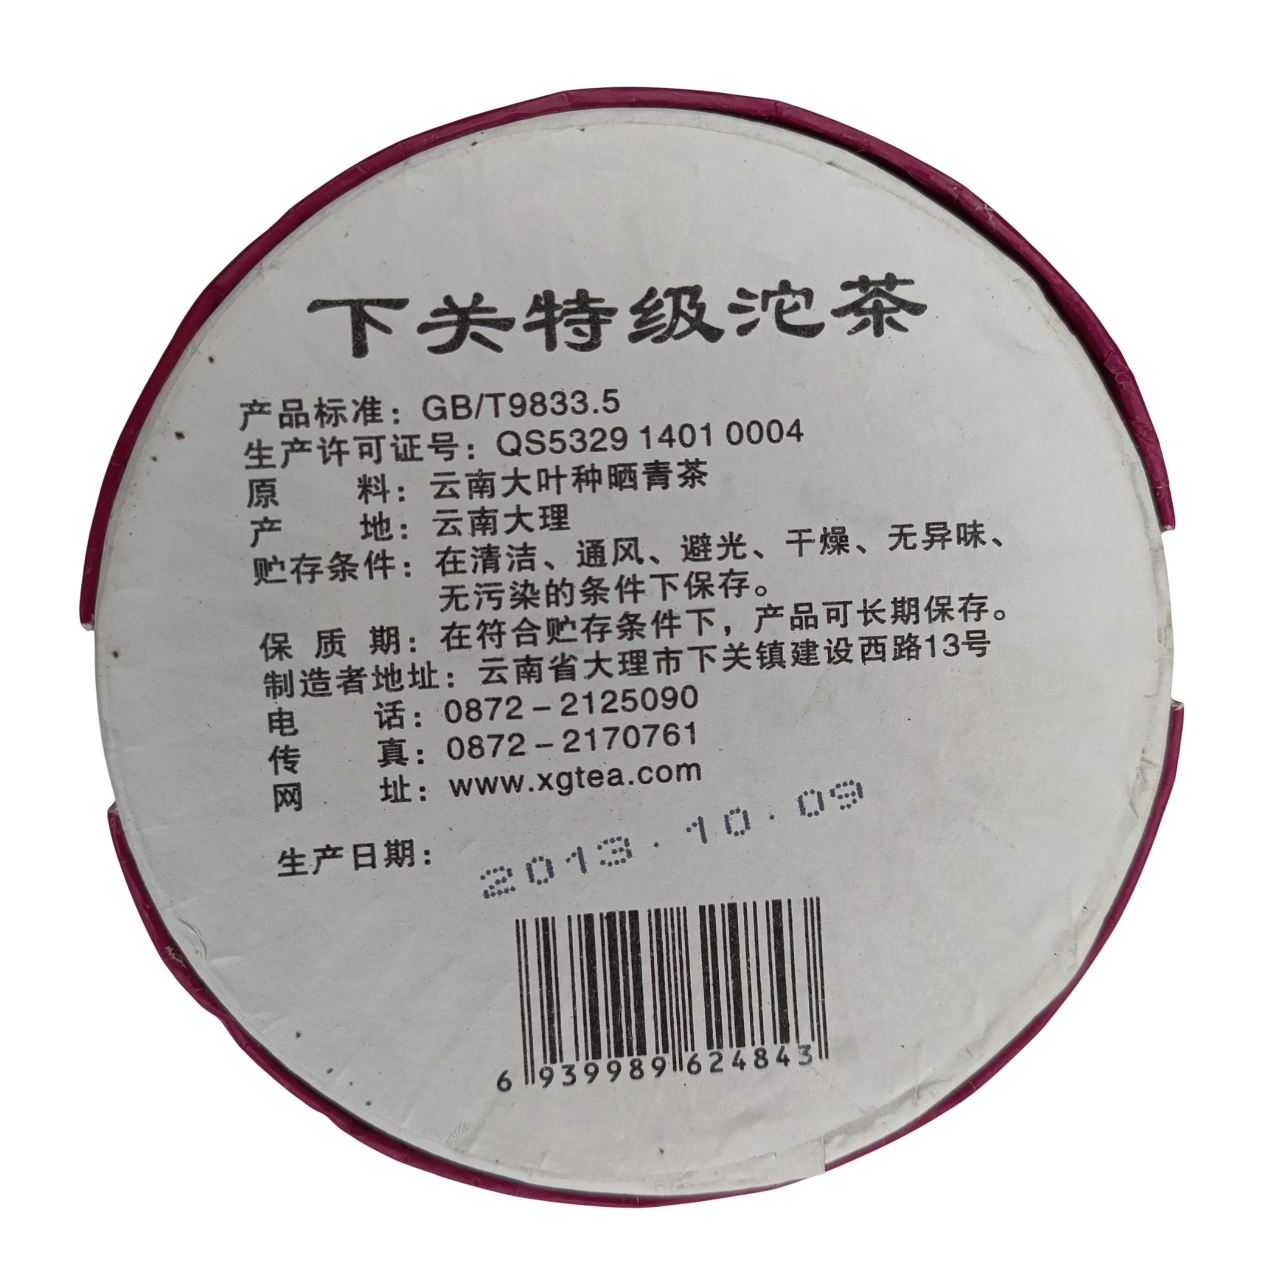 下关特级沱茶
产品标准：GB/T9833.5
生产许可证号：QS5329 1401 0004
原料：云南大叶种晒青茶
产地：云南大理
贮存条件：在清洁、通风、避光、干燥、无异味、
无污染的条件下保存。
保质期：在符合贮存条件下，产品可长期保存。
制造者地址：云南省大理市下关镇建设西路13号
电话：0872－2125090
传真：0872－2170761
网址：www.xgtea.com
生产日期：2013.10.09
6 939989 624843